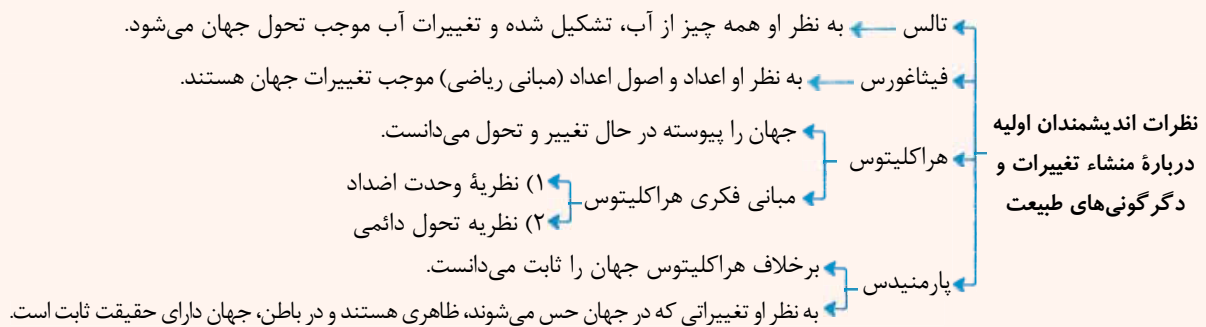 نظرات اندیشمندان اولیه
دربارهٔ منشاء تغییرات و
دگرگونی‌های طبیعت
تالس
به نظر او همه چیز از آب، تشکیل شده و تغییرات آب موجب تحول جهان می‌شود.
فیثاغورس
به نظر او اعداد و اصول اعداد (مبانی ریاضی) موجب تغییرات جهان هستند.
هراکلیتوس
جهان را پیوسته در حال تغییر و تحول می‌دانست.
مبانی فکری هراکلیتوس
۱) نظریهٔ وحدت اضداد
۲) نظریه تحول دائمی
پارمنیدس
برخلاف هراکلیتوس جهان را ثابت می‌دانست.
به نظر او تغییراتی که در جهان حس می‌شوند، ظاهری هستند و در باطن، جهان دارای حقیقت ثابت است.